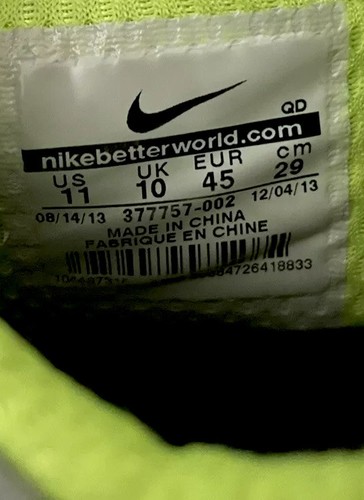 QD
nikebetterworld.com
US UK EUR cm
11 10 45 29
08/14/13 377757-002 12/04/13
MADE IN CHINA
FABRIQUE EN CHINE